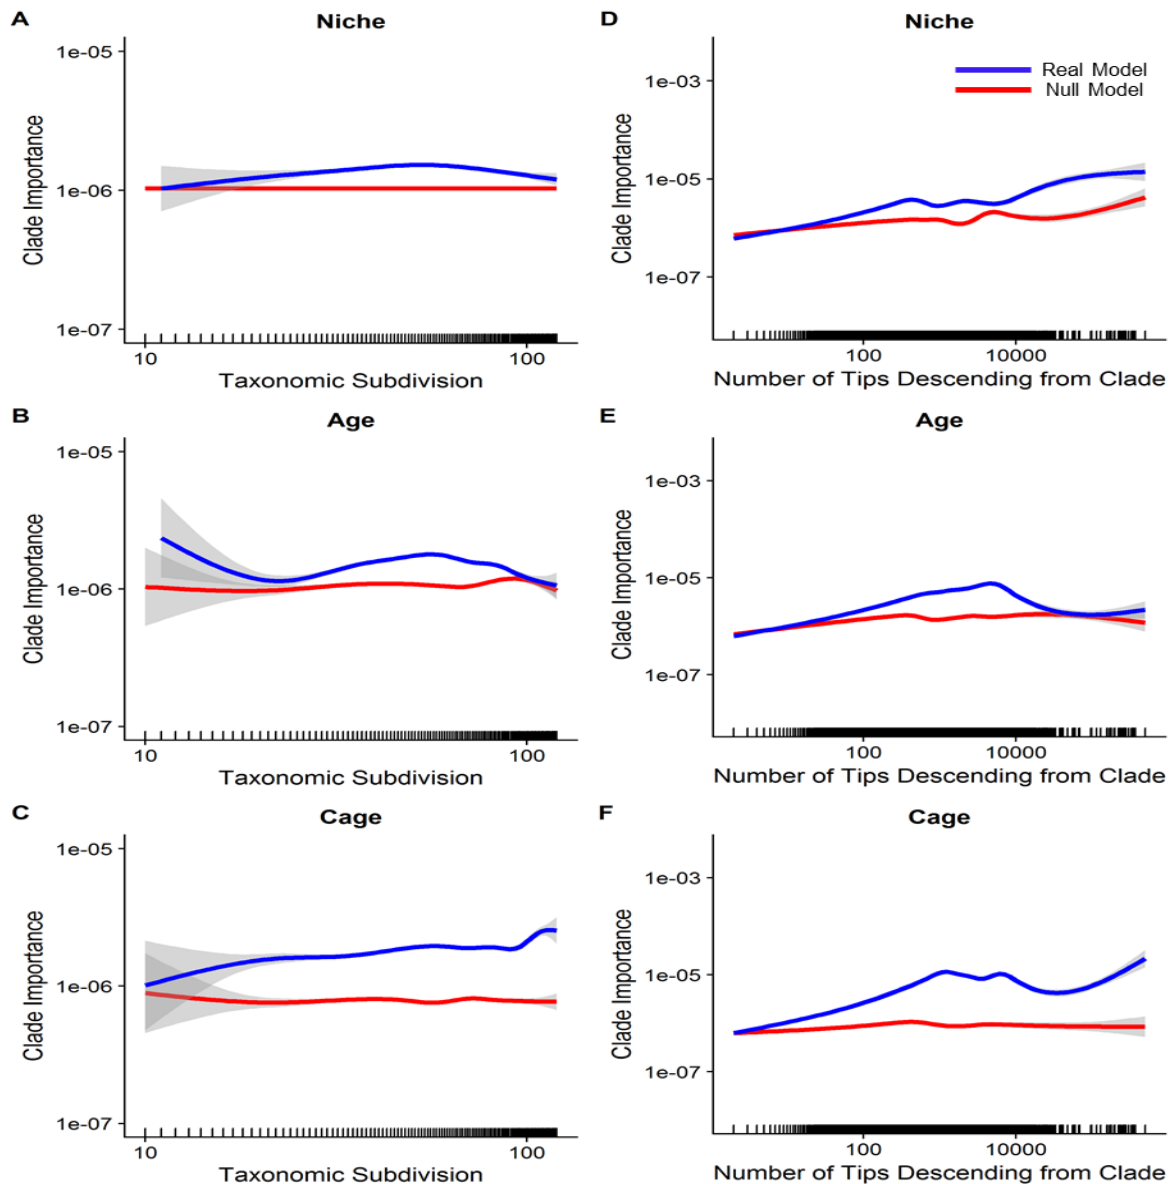 A
Niche
1e-05
1e-06
1e-07
Clade Importance
10
100
Taxonomic Subdivision
D
Niche
Real Model
Null Model
1e-03
1e-05
1e-07
Clade Importance
100
10000
Number of Tips Descending from Clade
B
Age
1e-05
1e-06
1e-07
Clade Importance
10
100
Taxonomic Subdivision
E
Age
1e-03
1e-05
1e-07
Clade Importance
100
10000
Number of Tips Descending from Clade
C
Cage
1e-05
1e-06
1e-07
Clade Importance
10
100
Taxonomic Subdivision
F
Cage
1e-03
1e-05
1e-07
Clade Importance
100
10000
Number of Tips Descending from Clade